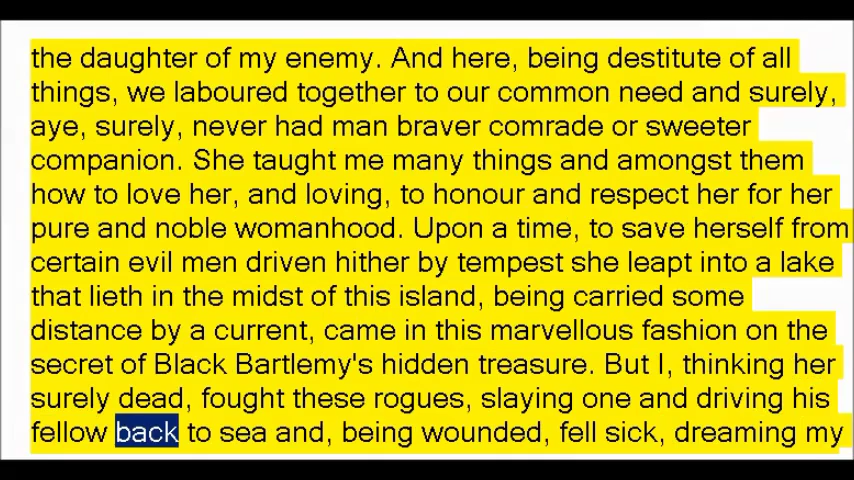 the daughter of my enemy. And here, being destitute of all
things, we laboured together to our common need and surely,
aye, surely, never had man braver comrade or sweeter
companion. She taught me many things and amongst them
how to love her, and loving, to honour and respect her for her
pure and noble womanhood. Upon a time, to save herself from
certain evil men driven hither by tempest she leapt into a lake
that lieth in the midst of this island, being carried some
distance by a current, came in this marvellous fashion on the
secret of Black Bartlemy's hidden treasure. But I, thinking her
surely dead, fought these rogues, slaying one and driving his
fellow back to sea and, being wounded, fell sick, dreaming my